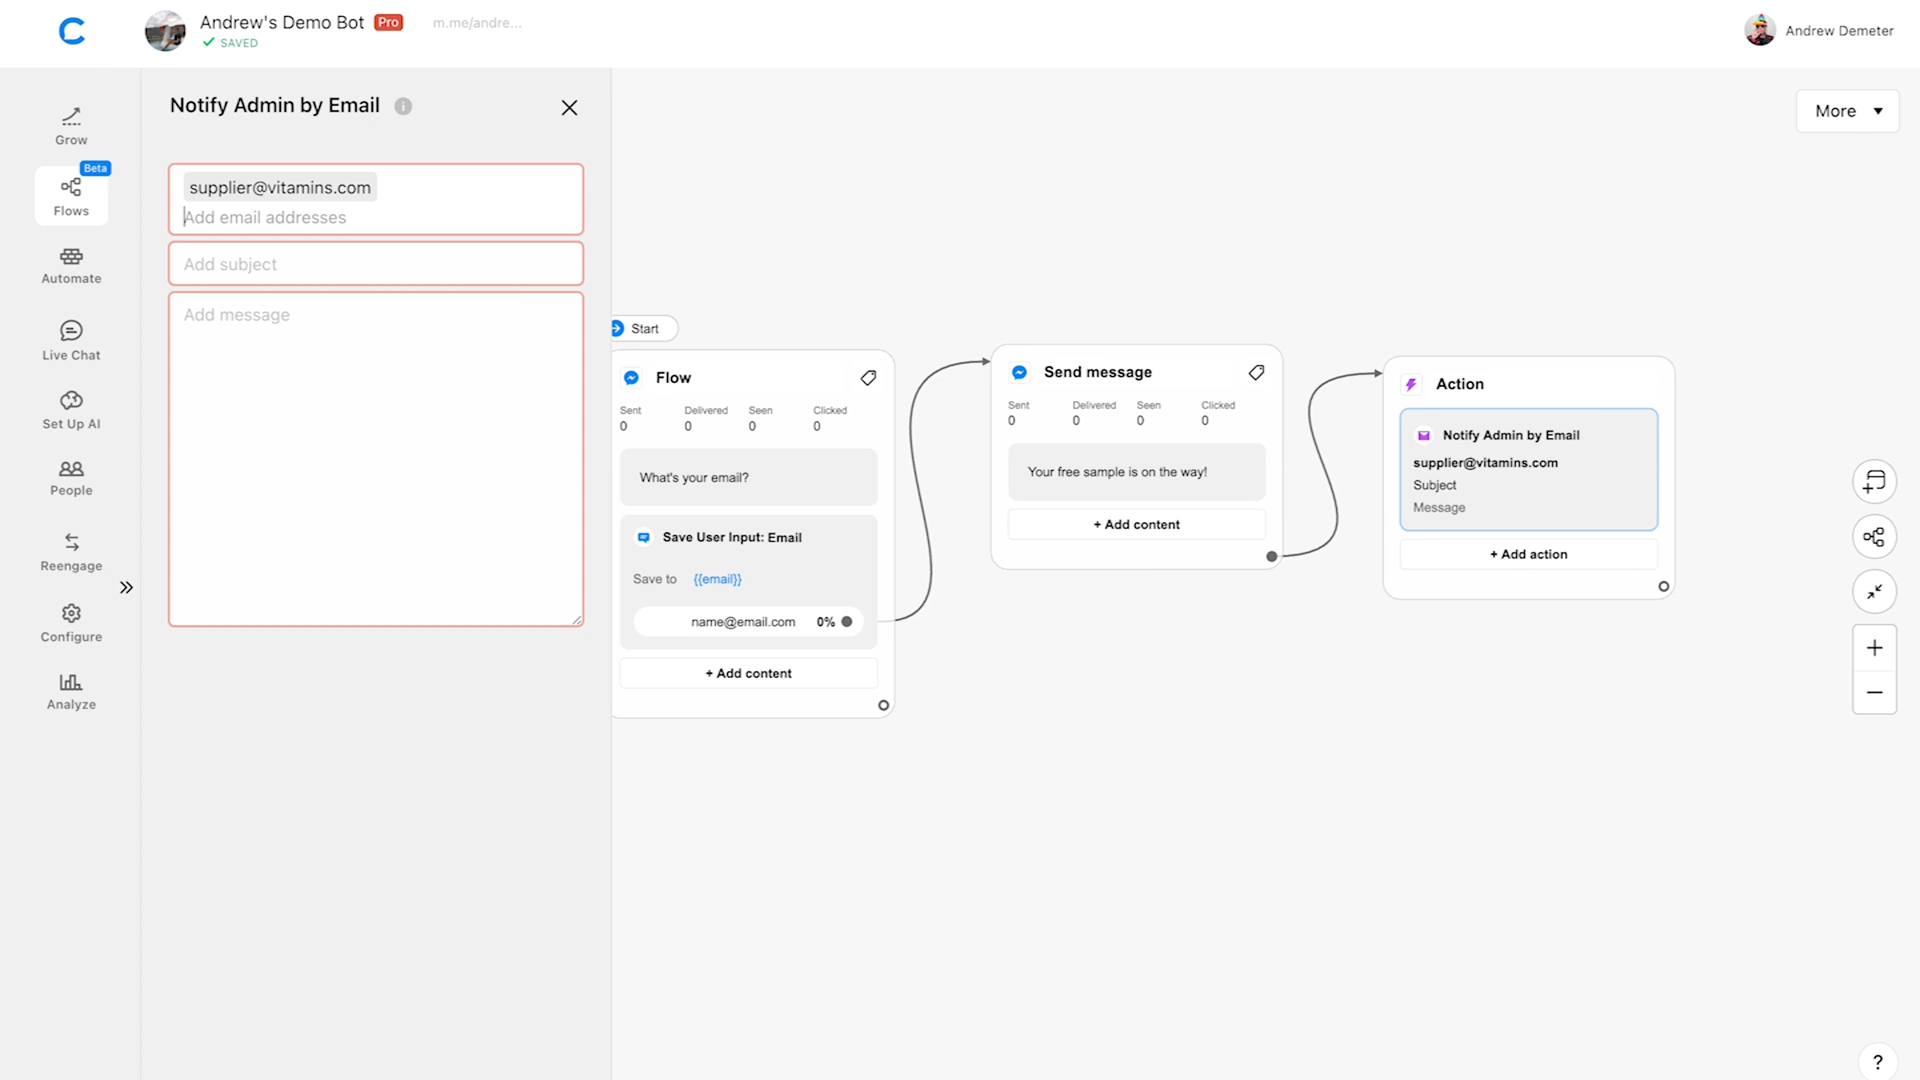 Andrew's Demo Bot Pro m.me/andre...
SAVED
Andrew Demeter
Grow
Beta
Flows
Automate
Live Chat
Set Up AI
People
Reengage
Configure
Analyze
Notify Admin by Email
supplier@vitamins.com
Add email addresses
Add subject
Add message
More
Start
Flow
Sent Delivered Seen Clicked
0 0 0 0
What's your email?
Save User Input: Email
Save to {{email}}
name@email.com 0%
+ Add content
Send message
Sent Delivered Seen Clicked
0 0 0 0
Your free sample is on the way!
+ Add content
Action
Notify Admin by Email
supplier@vitamins.com
Subject
Message
+ Add action
?